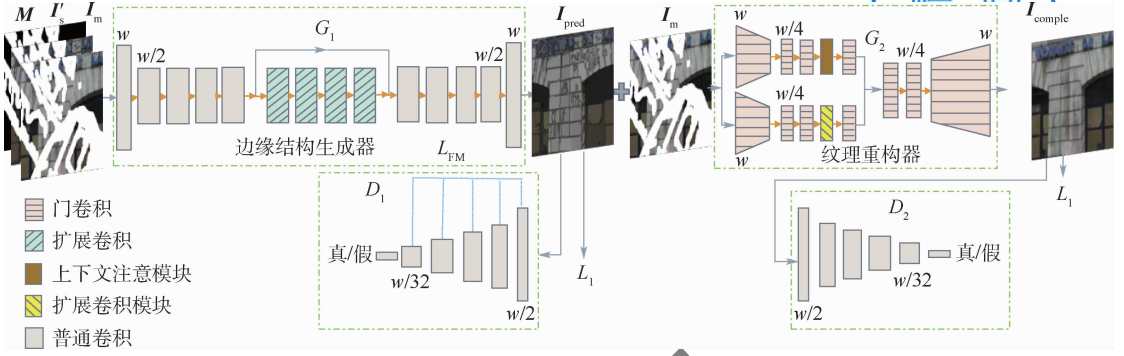 M I′s Im
w
w/2
G1
w/2
w
边缘结构生成器
LFM
Ipred
Im
w
w/4
G2
w/4
w
w/4
w
纹理重构器
Icomple
L1
D1
真/假
w/32
w/2
L1
D2
真/假
w/32
w/2
门卷积
扩展卷积
上下文注意模块
扩展卷积模块
普通卷积